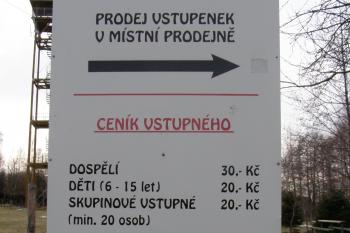 PRODEJ VSTUPENEK
V MÍSTNÍ PRODEJNĚ
CENÍK VSTUPNÉHO
DOSPĚLÍ 30,- Kč
DĚTI (6 - 15 let) 20,- Kč
SKUPINOVÉ VSTUPNÉ 20,- Kč
(min. 20 osob)